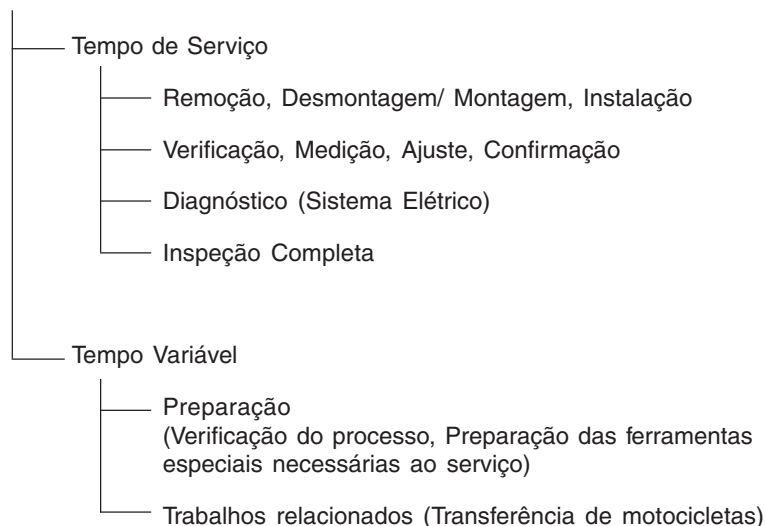 Tempo de Serviço
Remoção, Desmontagem/ Montagem, Instalação
Verificação, Medição, Ajuste, Confirmação
Diagnóstico (Sistema Elétrico)
Inspeção Completa
Tempo Variável
Preparação
(Verificação do processo, Preparação das ferramentas
especiais necessárias ao serviço)
Trabalhos relacionados (Transferência de motocicletas)